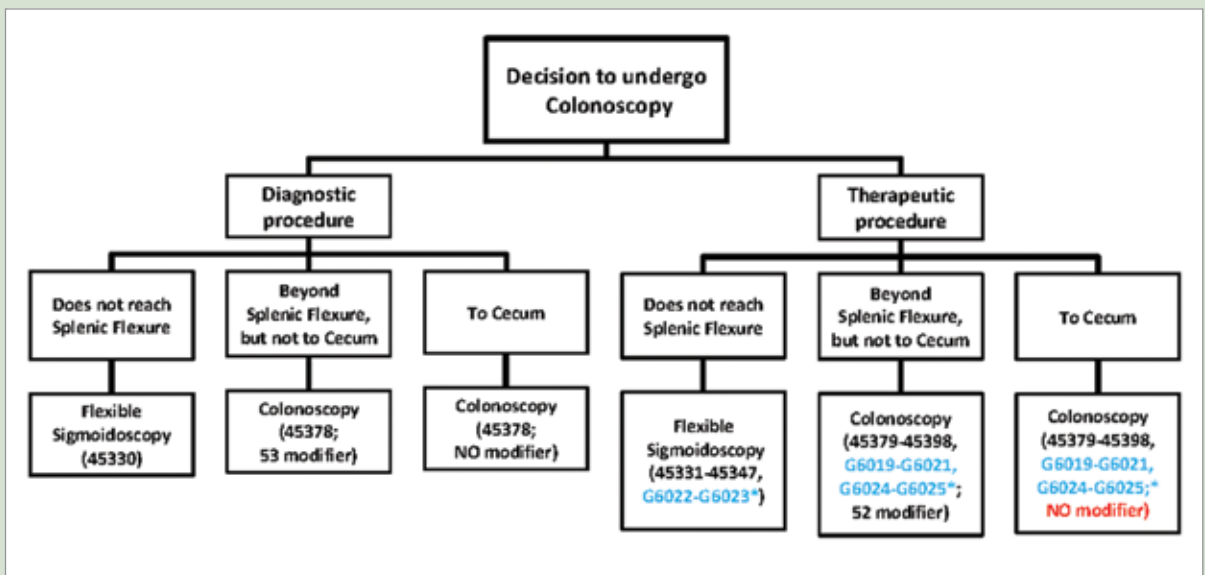 Decision to undergo
Colonoscopy
Diagnostic
procedure
Therapeutic
procedure
Does not reach
Splenic Flexure
Beyond
Splenic Flexure,
but not to Cecum
To Cecum
Does not reach
Splenic Flexure
Beyond
Splenic Flexure,
but not to Cecum
To Cecum
Flexible
Sigmoidoscopy
(45330)
Colonoscopy
(45378;
53 modifier)
Colonoscopy
(45378;
NO modifier)
Flexible
Sigmoidoscopy
(45331-45347,
G6022-G6023*)
Colonoscopy
(45379-45398,
G6019-G6021,
G6024-G6025*;
52 modifier)
Colonoscopy
(45379-45398,
G6019-G6021,
G6024-G6025;*
NO modifier)